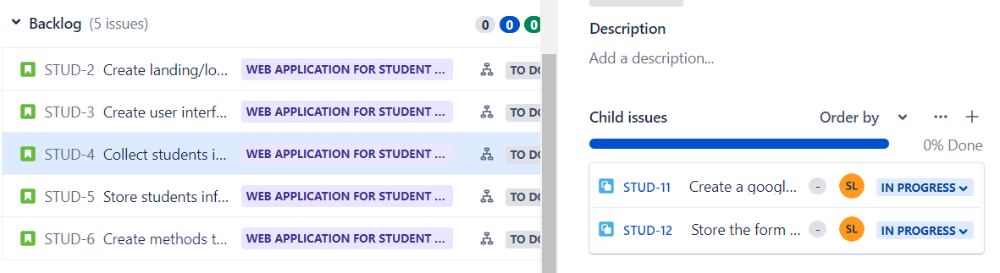 Backlog (5 issues) 0 0 0
STUD-2 Create landing/lo... WEB APPLICATION FOR STUDENT ... TO DO
STUD-3 Create user interf... WEB APPLICATION FOR STUDENT ... TO DO
STUD-4 Collect students i... WEB APPLICATION FOR STUDENT ... TO DO
STUD-5 Store students inf... WEB APPLICATION FOR STUDENT ... TO DO
STUD-6 Create methods t... WEB APPLICATION FOR STUDENT ... TO DO
Description
Add a description...
Child issues Order by
0% Done
STUD-11 Create a googl... - SL IN PROGRESS
STUD-12 Store the form ... - SL IN PROGRESS